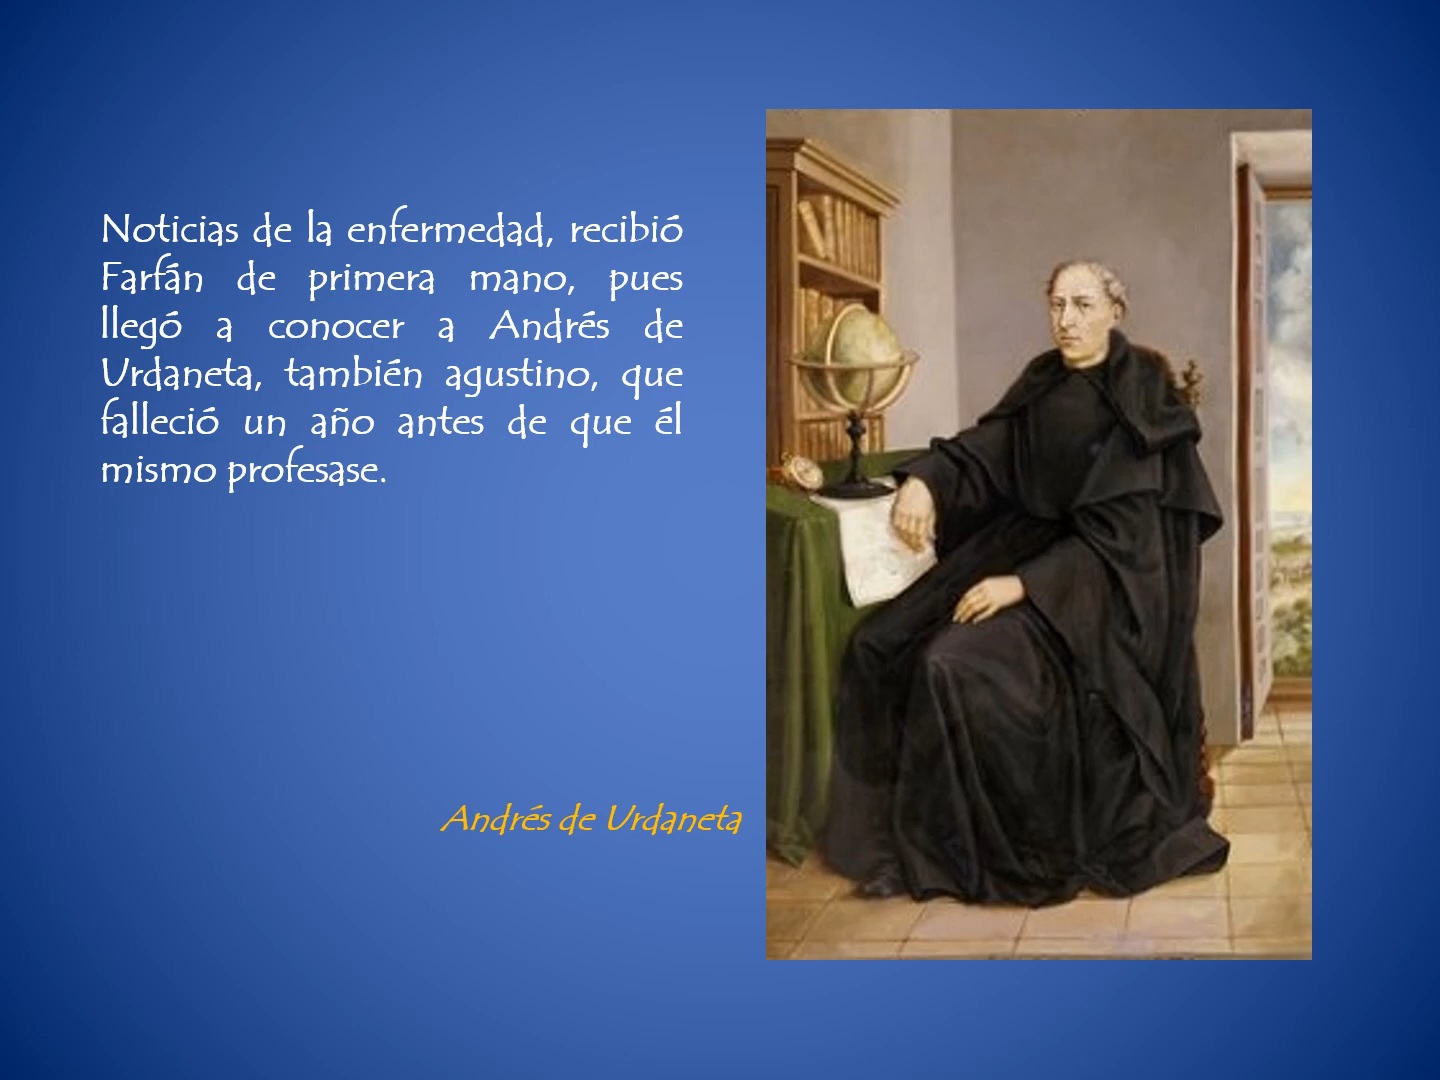 Noticias de la enfermedad, recibió
Farfán de primera mano, pues
llegó a conocer a Andrés de
Urdaneta, también agustino, que
falleció un año antes de que él
mismo profesase.
Andrés de Urdaneta